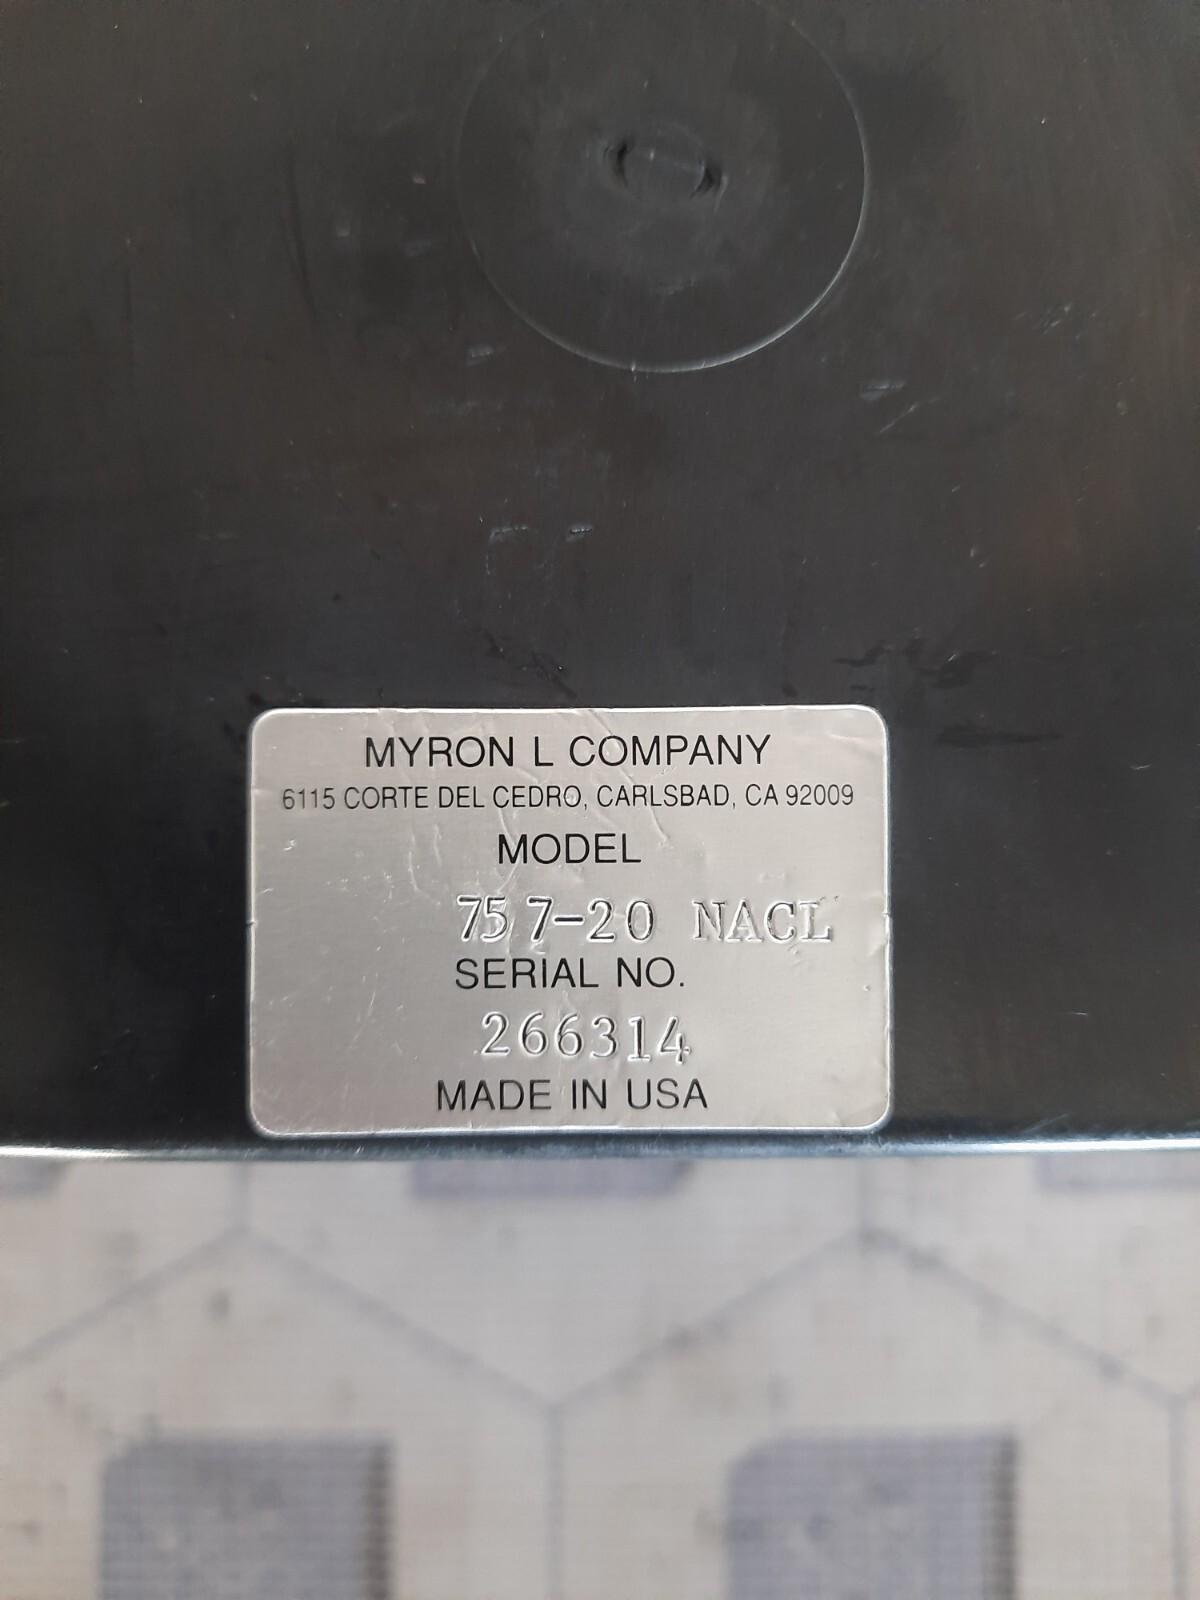 MYRON L COMPANY
6115 CORTE DEL CEDRO, CARLSBAD, CA 92009
MODEL
757-20 NACL
SERIAL NO.
266314
MADE IN USA